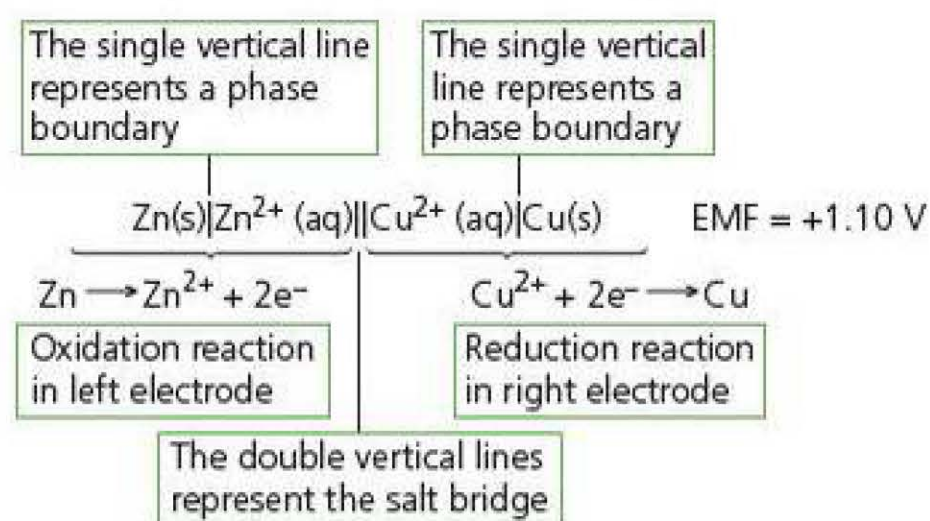 The single vertical line
represents a phase
boundary
The single vertical
line represents a
phase boundary
Zn(s)|Zn²⁺ (aq)||Cu²⁺ (aq)|Cu(s) EMF = +1.10 V
Zn ⟶ Zn²⁺ + 2e⁻
Cu²⁺ + 2e⁻ ⟶ Cu
Oxidation reaction
in left electrode
Reduction reaction
in right electrode
The double vertical lines
represent the salt bridge